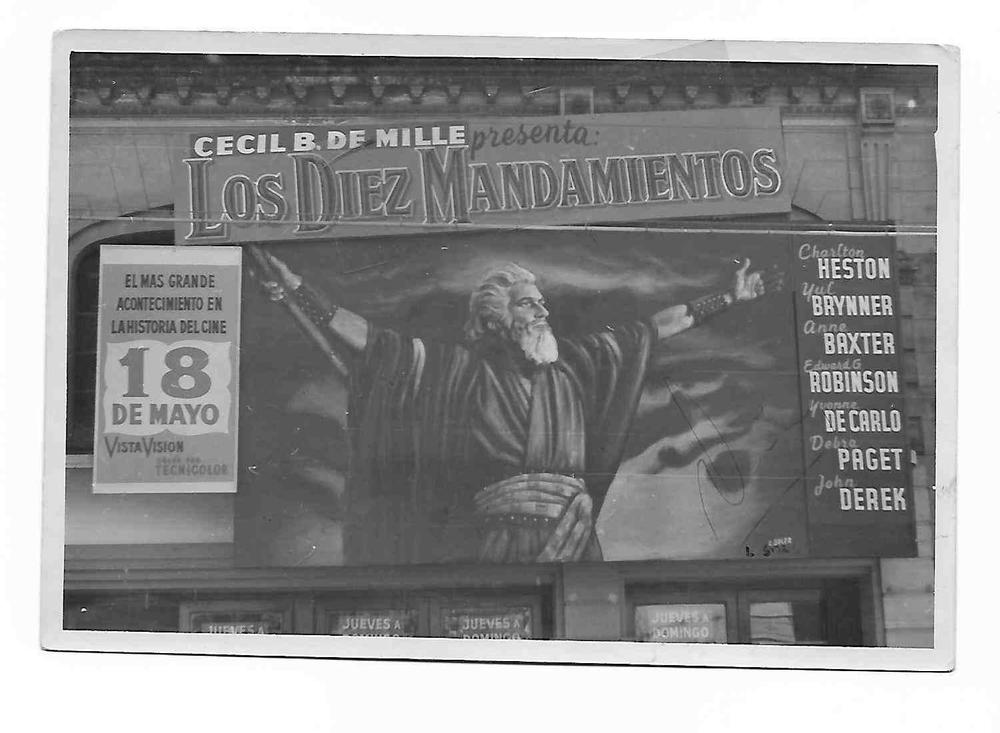 CECIL B. DE MILLE presenta:
LOS DIEZ MANDAMIENTOS
EL MAS GRANDE
ACONTECIMIENTO EN
LA HISTORIA DEL CINE
18
DE MAYO
VISTAVISION
TECNICOLOR
Charlton
HESTON
Yul
BRYNNER
Anne
BAXTER
Edward G
ROBINSON
Yvonne
DE CARLO
Debra
PAGET
John
DEREK
JUEVES A
JUEVES A
DOMINGO
JUEVES A
DOMINGO
JUEVES A
DOMINGO